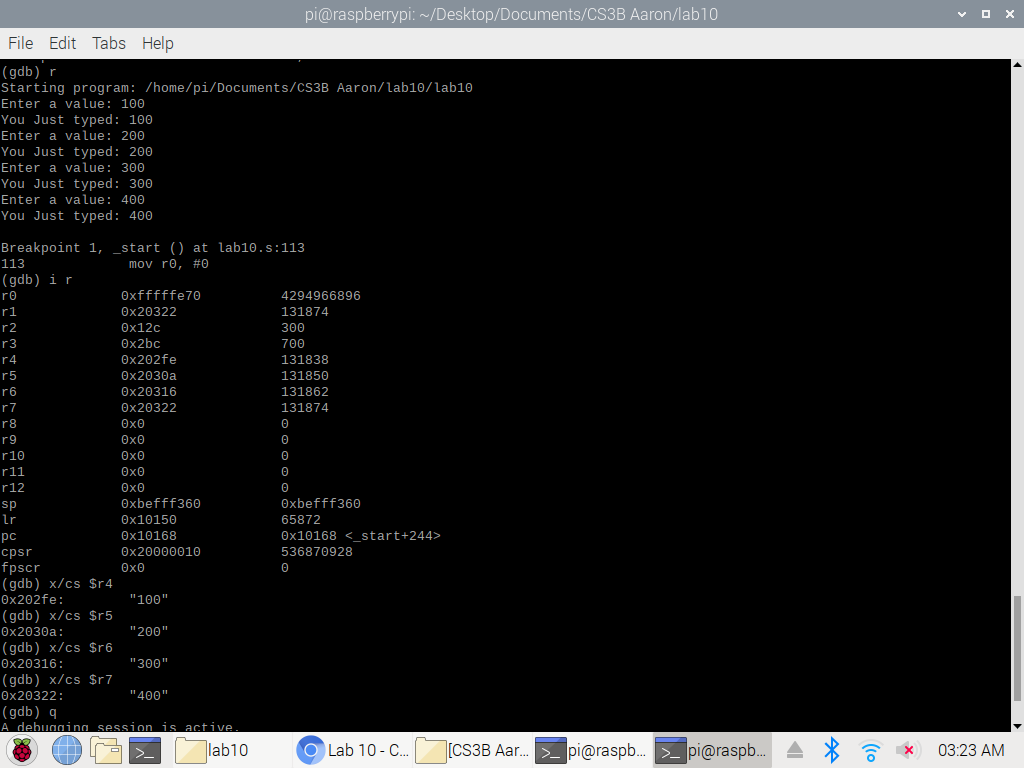 pi@raspberrypi: ~/Desktop/Documents/CS3B Aaron/lab10
File Edit Tabs Help
(gdb) r
Starting program: /home/pi/Documents/CS3B Aaron/lab10/lab10
Enter a value: 100
You Just typed: 100
Enter a value: 200
You Just typed: 200
Enter a value: 300
You Just typed: 300
Enter a value: 400
You Just typed: 400
Breakpoint 1, _start () at lab10.s:113
113 mov r0, #0
(gdb) i r
r0 0xfffffe70 4294966896
r1 0x20322 131874
r2 0x12c 300
r3 0x2bc 700
r4 0x202fe 131838
r5 0x2030a 131850
r6 0x20316 131862
r7 0x20322 131874
r8 0x0 0
r9 0x0 0
r10 0x0 0
r11 0x0 0
r12 0x0 0
sp 0xbefff360 0xbefff360
lr 0x10150 65872
pc 0x10168 0x10168 <_start+244>
cpsr 0x20000010 536870928
fpscr 0x0 0
(gdb) x/cs $r4
0x202fe: "100"
(gdb) x/cs $r5
0x2030a: "200"
(gdb) x/cs $r6
0x20316: "300"
(gdb) x/cs $r7
0x20322: "400"
(gdb) q
A debugging session is active.
lab10 Lab 10 - C... [CS3B Aar... pi@raspb... pi@raspb... 03:23 AM